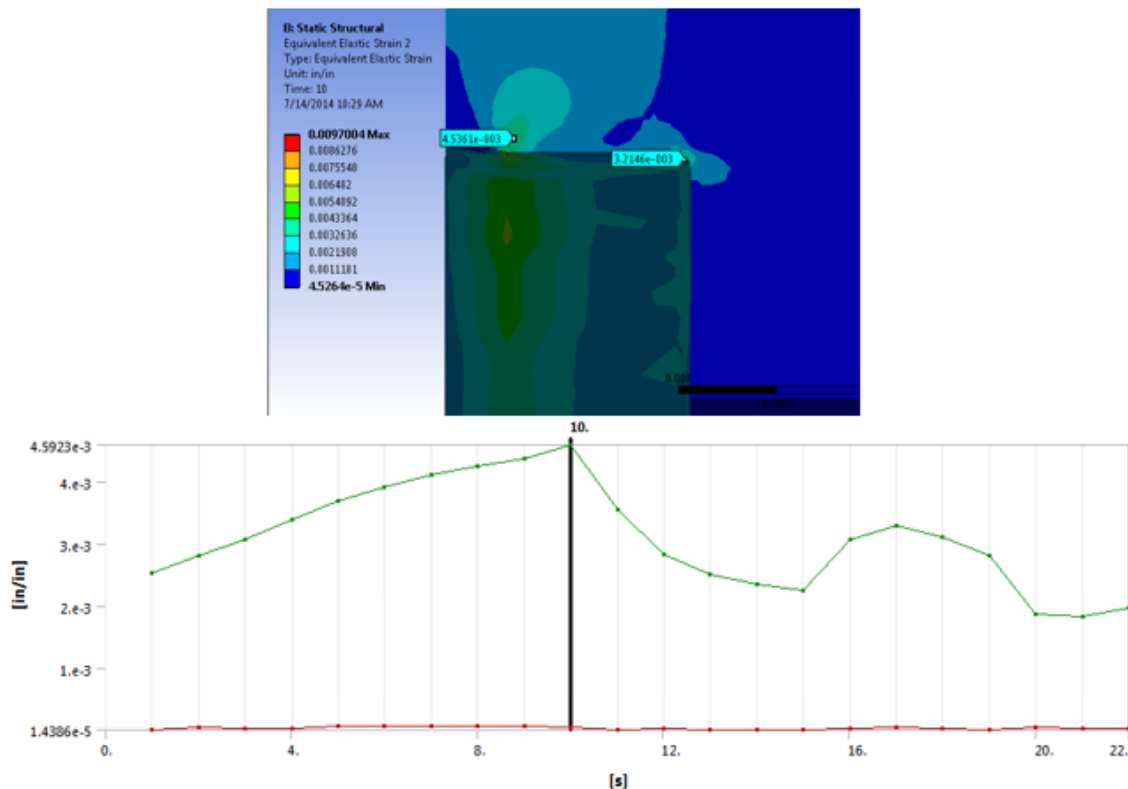 B: Static Structural
Equivalent Elastic Strain 2
Type: Equivalent Elastic Strain
Unit: in/in
Time: 10
7/14/2014 10:29 AM
0.0097004 Max
0.0086276
0.0075548
0.006482
0.0054092
0.0043364
0.0032636
0.0021908
0.0011181
4.5264e-5 Min
4.5361e-003
3.2146e-003
10.
4.5923e-3
4.e-3
3.e-3
2.e-3
1.e-3
1.4386e-5
[in/in]
0.
4.
8.
12.
16.
20.
22.
[s]